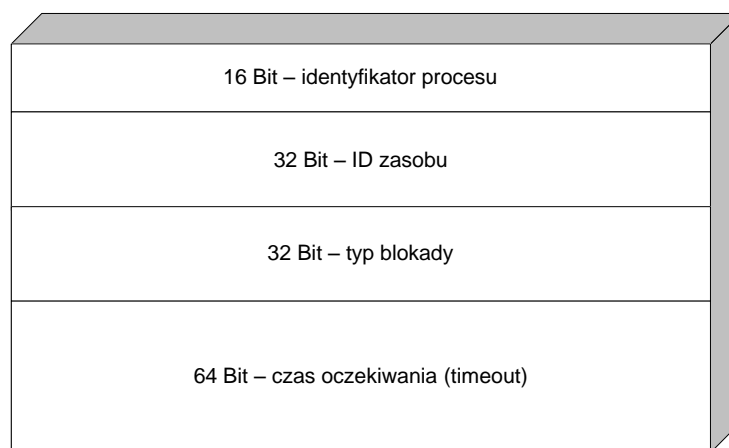 16 Bit – identyfikator procesu
32 Bit – ID zasobu
32 Bit – typ blokady
64 Bit – czas oczekiwania (timeout)